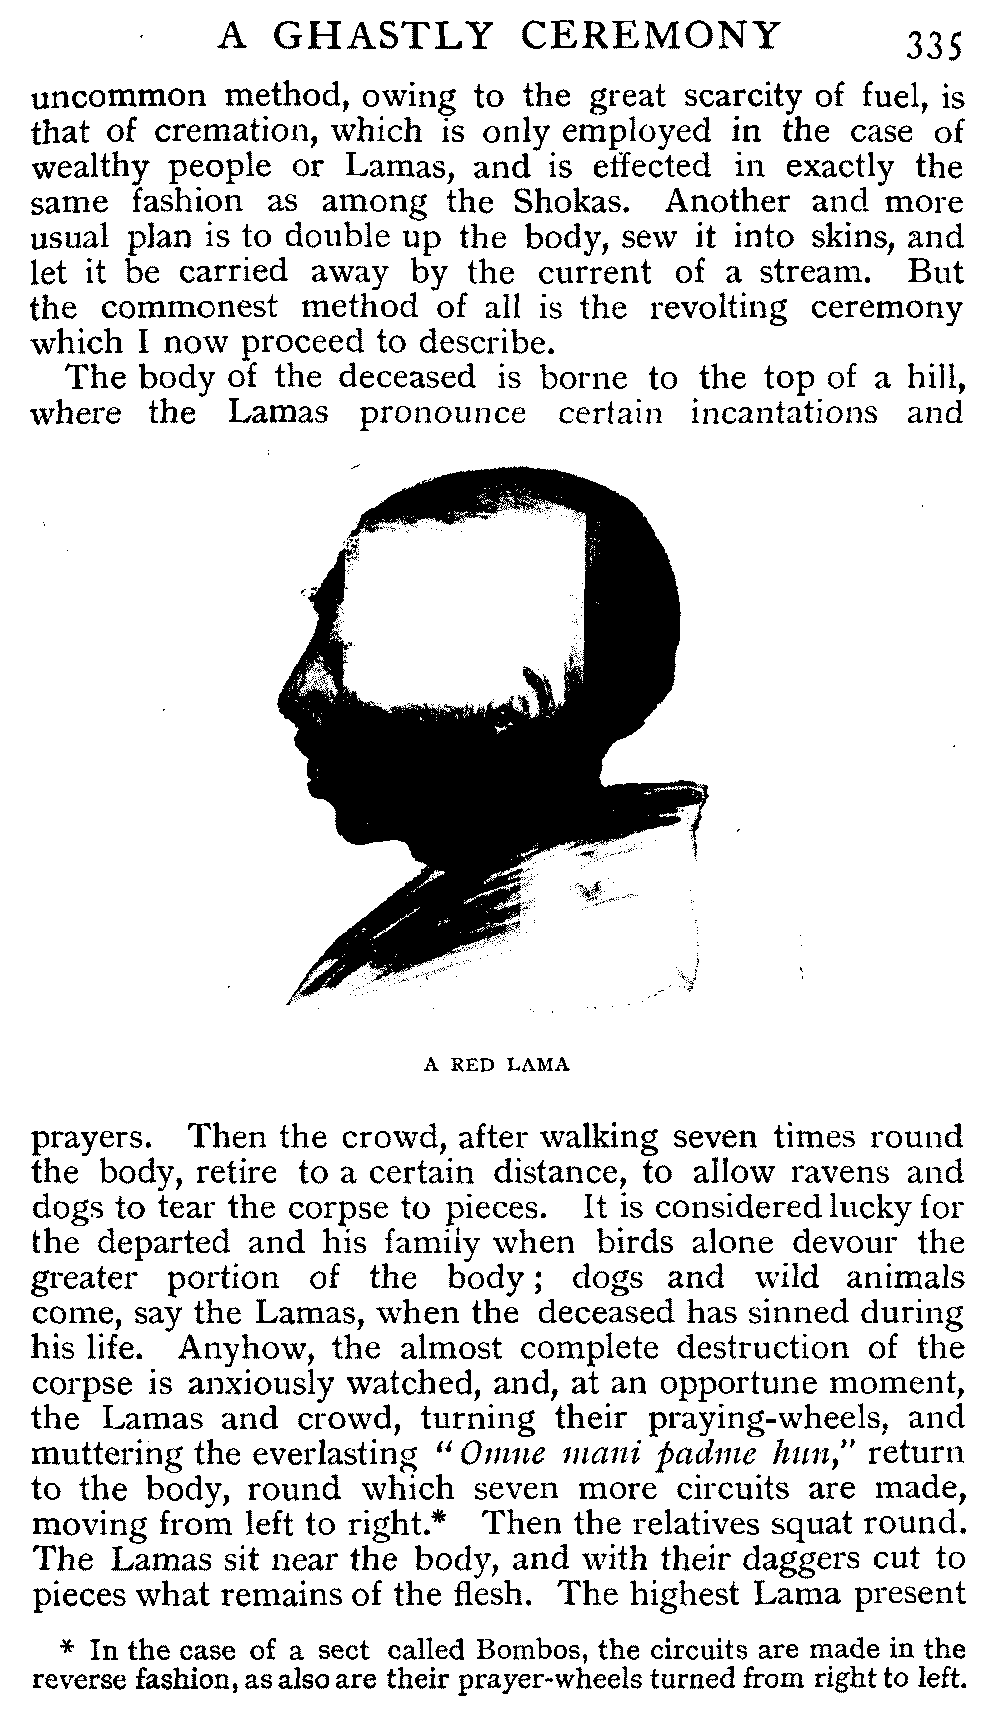 A GHASTLY CEREMONY 335
uncommon method, owing to the great scarcity of fuel, is
that of cremation, which is only employed in the case of
wealthy people or Lamas, and is effected in exactly the
same fashion as among the Shokas. Another and more
usual plan is to double up the body, sew it into skins, and
let it be carried away by the current of a stream. But
the commonest method of all is the revolting ceremony
which I now proceed to describe.
The body of the deceased is borne to the top of a hill,
where the Lamas pronounce certain incantations and
A RED LAMA
prayers. Then the crowd, after walking seven times round
the body, retire to a certain distance, to allow ravens and
dogs to tear the corpse to pieces. It is considered lucky for
the departed and his family when birds alone devour the
greater portion of the body; dogs and wild animals
come, say the Lamas, when the deceased has sinned during
his life. Anyhow, the almost complete destruction of the
corpse is anxiously watched, and, at an opportune moment,
the Lamas and crowd, turning their praying-wheels, and
muttering the everlasting "Omne mani padme hun," return
to the body, round which seven more circuits are made,
moving from left to right.* Then the relatives squat round.
The Lamas sit near the body, and with their daggers cut to
pieces what remains of the flesh. The highest Lama present
* In the case of a sect called Bombos, the circuits are made in the
reverse fashion, as also are their prayer-wheels turned from right to left.